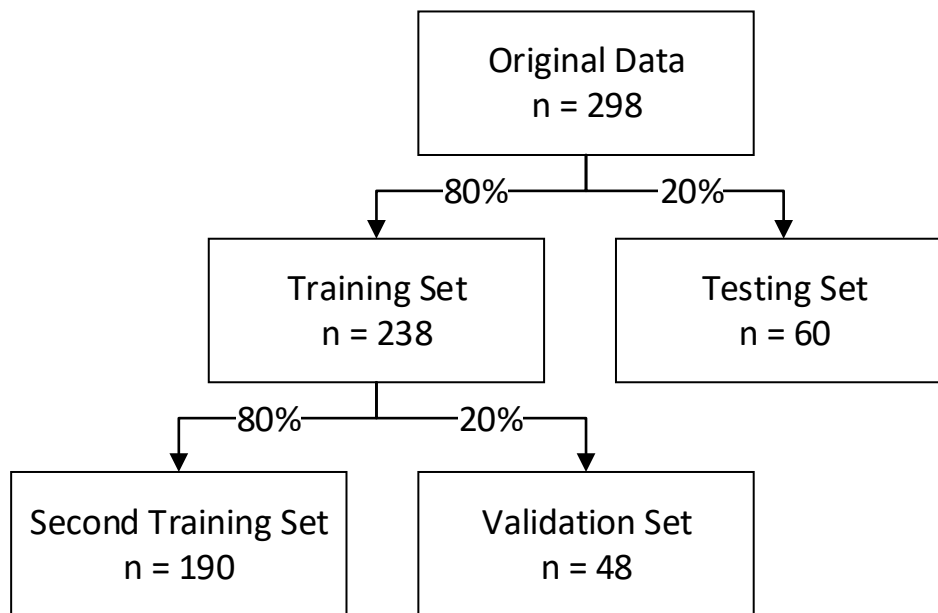 Original Data
n = 298
80%
20%
Training Set
n = 238
Testing Set
n = 60
80%
20%
Second Training Set
n = 190
Validation Set
n = 48